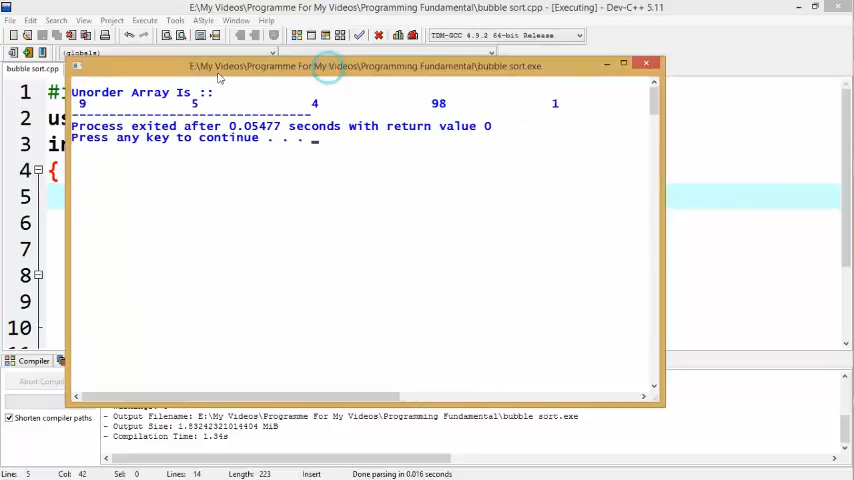 E:\My Videos\Programme For My Videos\Programming Fundamental\bubble sort.cpp - [Executing] - Dev-C++ 5.11
File Edit Search View Project Execute Tools AStyle Window Help
TDM-GCC 4.9.2 64-bit Release
(globals)
bubble sort.cpp
E:\My Videos\Programme For My Videos\Programming Fundamental\bubble sort.exe
Unorder Array Is ::
9 5 4 98 1
--------------------------------
Process exited after 0.05477 seconds with return value 0
Press any key to continue . . .
1
2
3
4 {
5
6
7
8
9
10
Compiler
Shorten compiler paths
- Output Filename: E:\My Videos\Programme For My Videos\Programming Fundamental\bubble sort.exe
- Output Size: 1.83242321014404 MiB
- Compilation Time: 1.34s
Line: 5 Col: 42 Sel: 0 Lines: 14 Length: 223 Insert Done parsing in 0.016 seconds